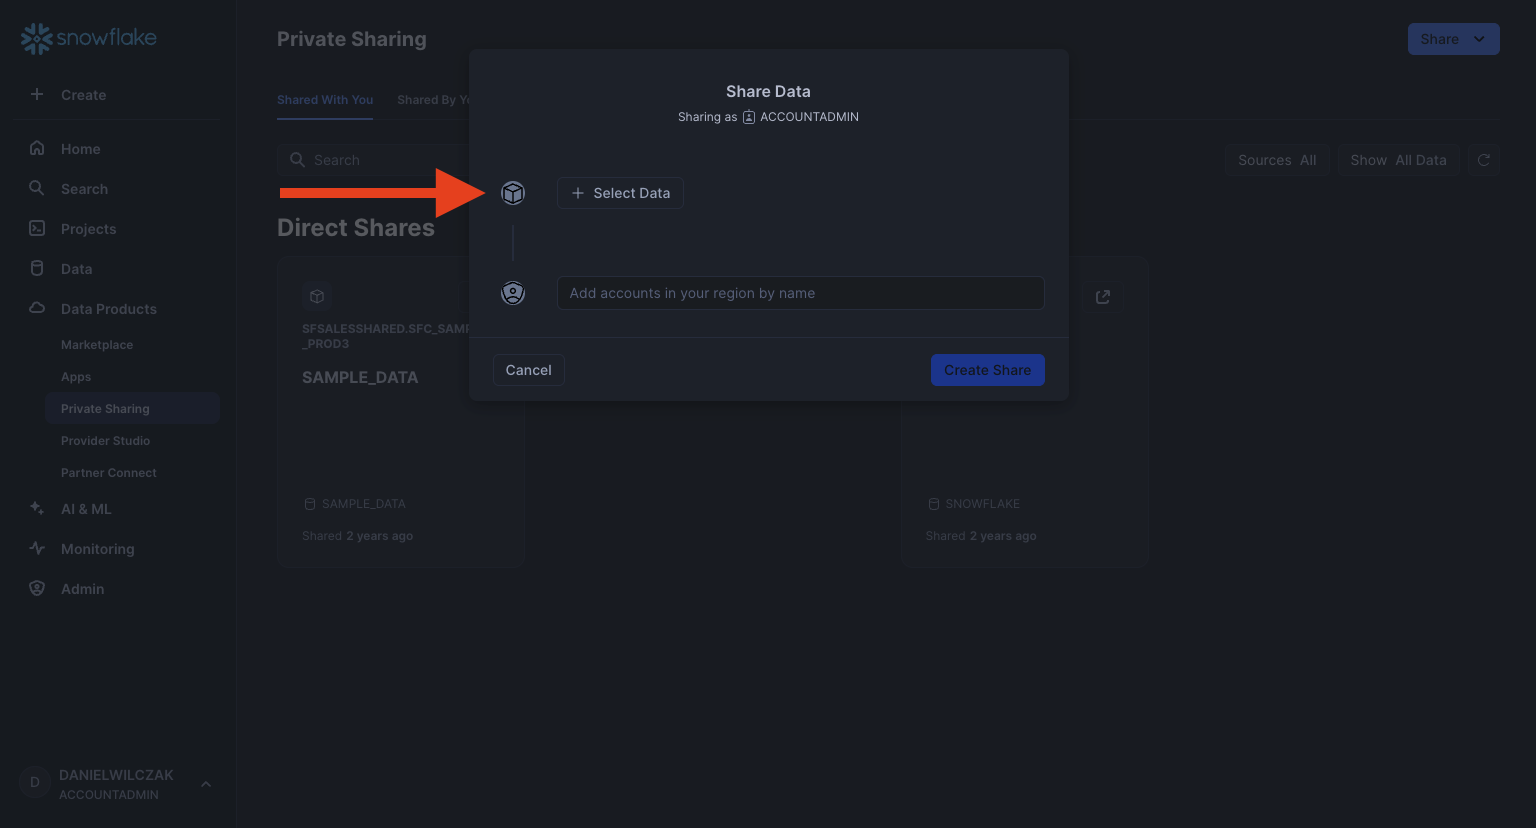 snowflake
Create
Home
Search
Projects
Data
Data Products
Marketplace
Apps
Private Sharing
Provider Studio
Partner Connect
AI & ML
Monitoring
Admin
D
DANIELWILCZAK
ACCOUNTADMIN
Private Sharing
Share
Shared With You Shared By Yo
Search
Sources All Show All Data
Direct Shares
SFSALESSHARED.SFC_SAMP
_PROD3
SAMPLE_DATA
SAMPLE_DATA
Shared 2 years ago
SNOWFLAKE
Shared 2 years ago
Share Data
Sharing as ACCOUNTADMIN
Select Data
Add accounts in your region by name
Cancel
Create Share